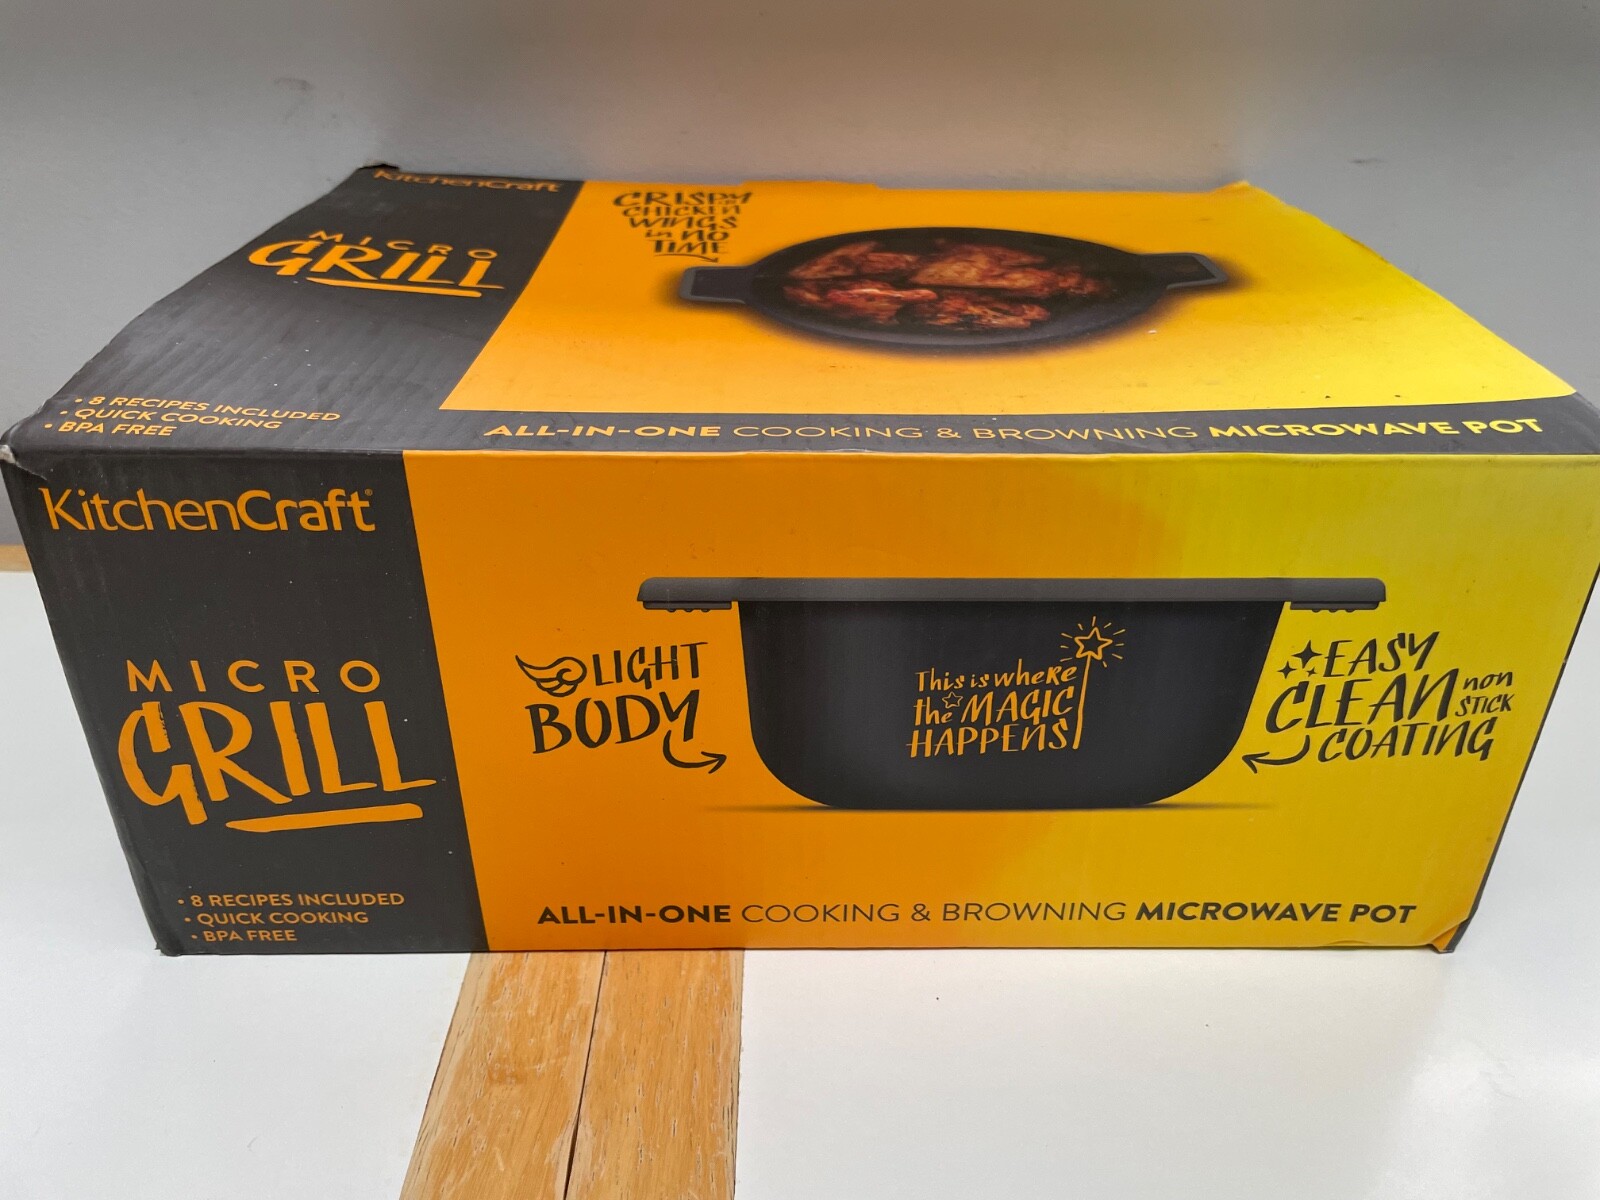 KitchenCraft
MICRO
GRILL
• 8 RECIPES INCLUDED
• QUICK COOKING
• BPA FREE
CRISPY
CHICKEN
WINGS
in NO
TIME
ALL-IN-ONE COOKING & BROWNING MICROWAVE POT
KitchenCraft®
MICRO
GRILL
• 8 RECIPES INCLUDED
• QUICK COOKING
• BPA FREE
LIGHT
BODY
This is where
the MAGIC
HAPPENS
EASY
CLEAN non
STICK
COATING
ALL-IN-ONE COOKING & BROWNING MICROWAVE POT